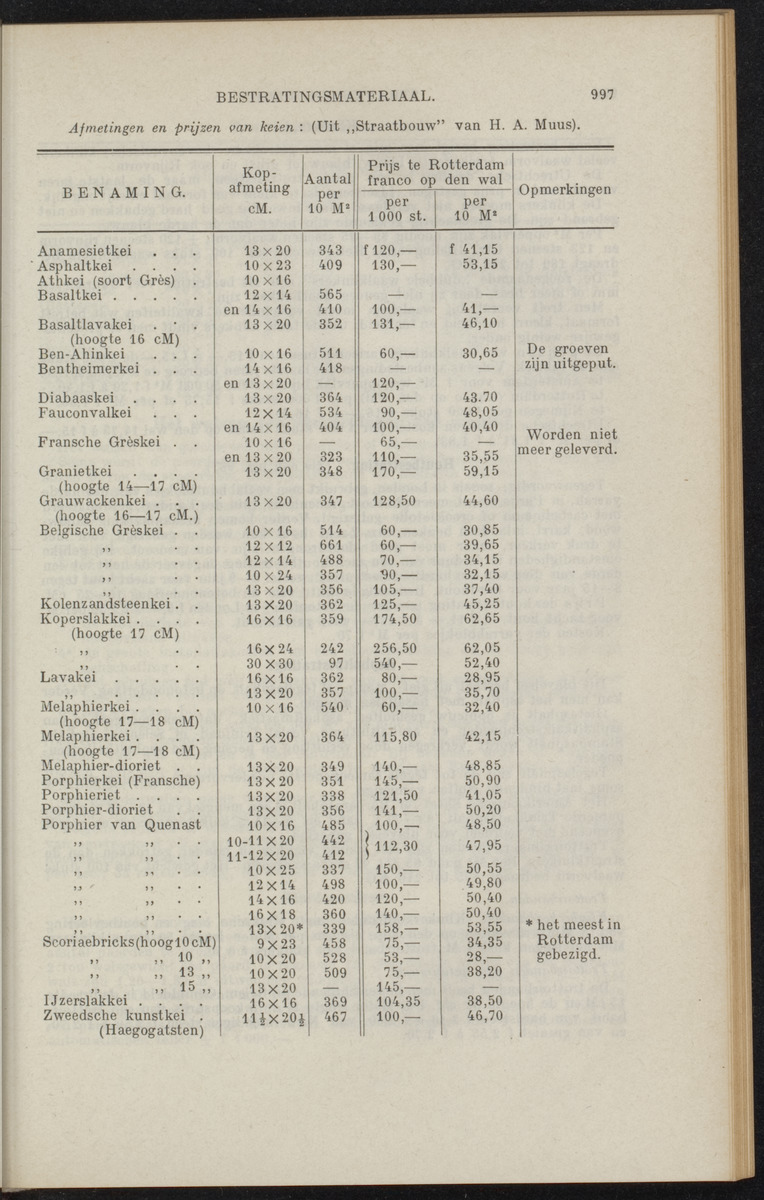 BESTRATINGSMATERIAAL. 997
Afmetingen en prijzen van keien : (Uit ,,Straatbouw” van H. A. Muus).
BENAMING. Kop-afmeting cM. Aantal per 10 M² Prijs te Rotterdam franco op den wal per 1000 st. per 10 M² Opmerkingen
Anamesietkei . . . 13×20 343 f 120,— f 41,15
Asphaltkei . . . . 10×23 409 130,— 53,15
Athkei (soort Grès) . 10×16
Basaltkei . . . . . 12×14 565 — —
en 14×16 410 100,— 41,—
Basaltlavakei . . . 13×20 352 131,— 46,10
(hoogte 16 cM)
Ben-Ahinkei . . . 10×16 511 60,— 30,65 De groeven
Bentheimerkei . . . 14×16 418 — — zijn uitgeput.
en 13×20 — 120,—
Diabaaskei . . . . 13×20 364 120,— 43.70
Fauconvalkei . . . 12×14 534 90,— 48,05
en 14×16 404 100,— 40,40
Fransche Grèskei . . 10×16 — 65,— — Worden niet
en 13×20 323 110,— 35,55 meer geleverd.
Granietkei . . . . 13×20 348 170,— 59,15
(hoogte 14—17 cM)
Grauwackenkei . . . 13×20 347 128,50 44,60
(hoogte 16—17 cM.)
Belgische Grèskei . . 10×16 514 60,— 30,85
,, . . 12×12 661 60,— 39,65
,, . . 12×14 488 70,— 34,15
,, . . 10×24 357 90,— 32,15
,, . . 13×20 356 105,— 37,40
Kolenzandsteenkei . . 13×20 362 125,— 45,25
Koperslakkei . . . . 16×16 359 174,50 62,65
(hoogte 17 cM)
,, . . 16×24 242 256,50 62,05
,, . . 30×30 97 540,— 52,40
Lavakei . . . . . 16×16 362 80,— 28,95
,, . . . . . 13×20 357 100,— 35,70
Melaphierkei . . . . 10×16 540 60,— 32,40
(hoogte 17—18 cM)
Melaphierkei . . . . 13×20 364 115,80 42,15
(hoogte 17—18 cM)
Melaphier-dioriet . . 13×20 349 140,— 48,85
Porphierkei (Fransche) 13×20 351 145,— 50,90
Porphieriet . . . . 13×20 338 121,50 41,05
Porphier-dioriet . . 13×20 356 141,— 50,20
Porphier van Quenast 10×16 485 100,— 48,50
,, ,, . . 10-11×20 442 } 112,30 47,95
,, ,, . . 11-12×20 412
,, ,, . . 10×25 337 150,— 50,55
,, ,, . . 12×14 498 100,— 49,80
,, ,, . . 14×16 420 120,— 50,40
,, ,, . . 16×18 360 140,— 50,40
,, ,, . . 13×20* 339 158,— 53,55 * het meest in
Scoriaebricks (hoog 10 cM) 9×23 458 75,— 34,35 Rotterdam
,, ,, 10 ,, 10×20 528 53,— 28,— gebezigd.
,, ,, 13 ,, 10×20 509 75,— 38,20
,, ,, 15 ,, 13×20 — 145,— —
IJzerslakkei . . . . 16×16 369 104,35 38,50
Zweedsche kunstkei . 11½×20½ 467 100,— 46,70
(Haegogatsten)